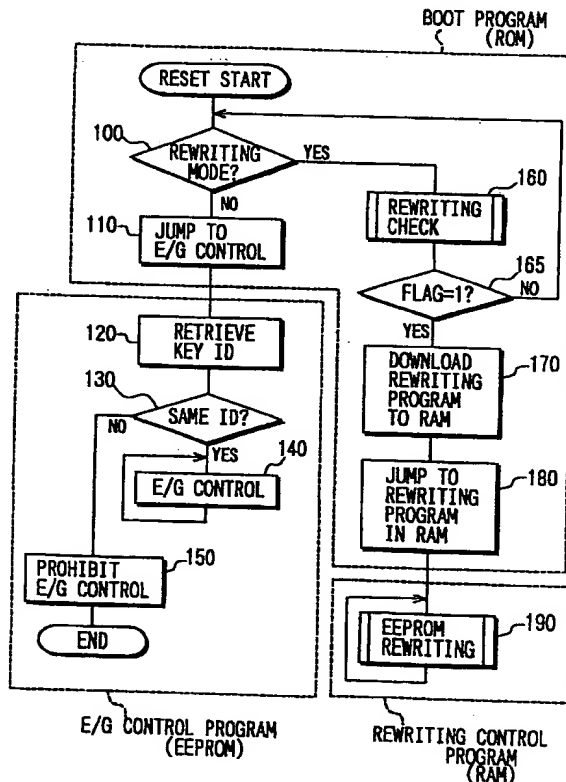 BOOT PROGRAM
(ROM)
RESET START
100
REWRITING
MODE?
YES
NO
110
JUMP TO
E/G CONTROL
160
REWRITING
CHECK
165
FLAG=1?
NO
YES
120
RETRIEVE
KEY ID
130
SAME ID?
NO
YES
140
E/G CONTROL
170
DOWNLOAD
REWRITING
PROGRAM
TO RAM
180
JUMP TO
REWRITING
PROGRAM
IN RAM
150
PROHIBIT
E/G CONTROL
END
190
EEPROM
REWRITING
E/G CONTROL PROGRAM
(EEPROM)
REWRITING CONTROL
PROGRAM
(RAM)